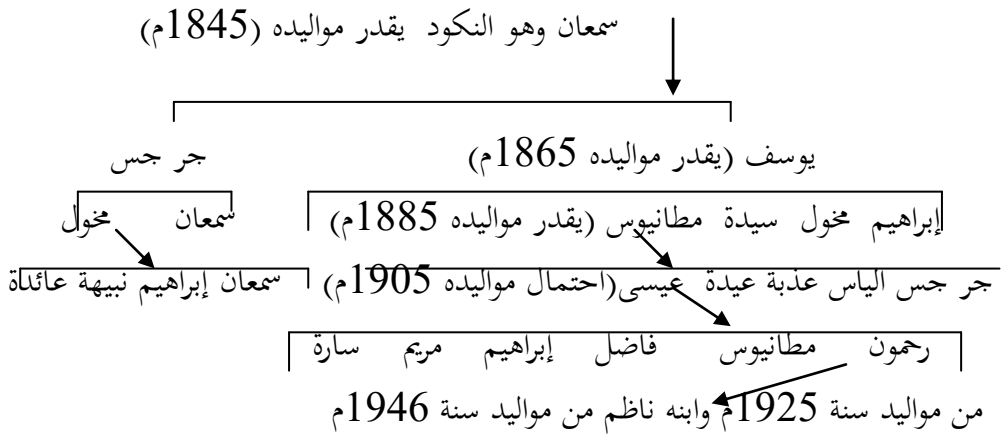 سمعان وهو النكود يقدر مواليده (1845م)
يوسف (يقدر مواليده 1865م) جر جس
إبراهيم مخول سيدة مطانيوس (يقدر مواليده 1885م) سمعان مخول
جر جس الياس عذبة عيدة عيسى(احتمال مواليده 1905م) سمعان إبراهيم نبيهة عائداة
رحمون مطانيوس فاضل إبراهيم مريم سارة
من مواليد سنة 1925م وابنه ناظم من مواليد سنة 1946م